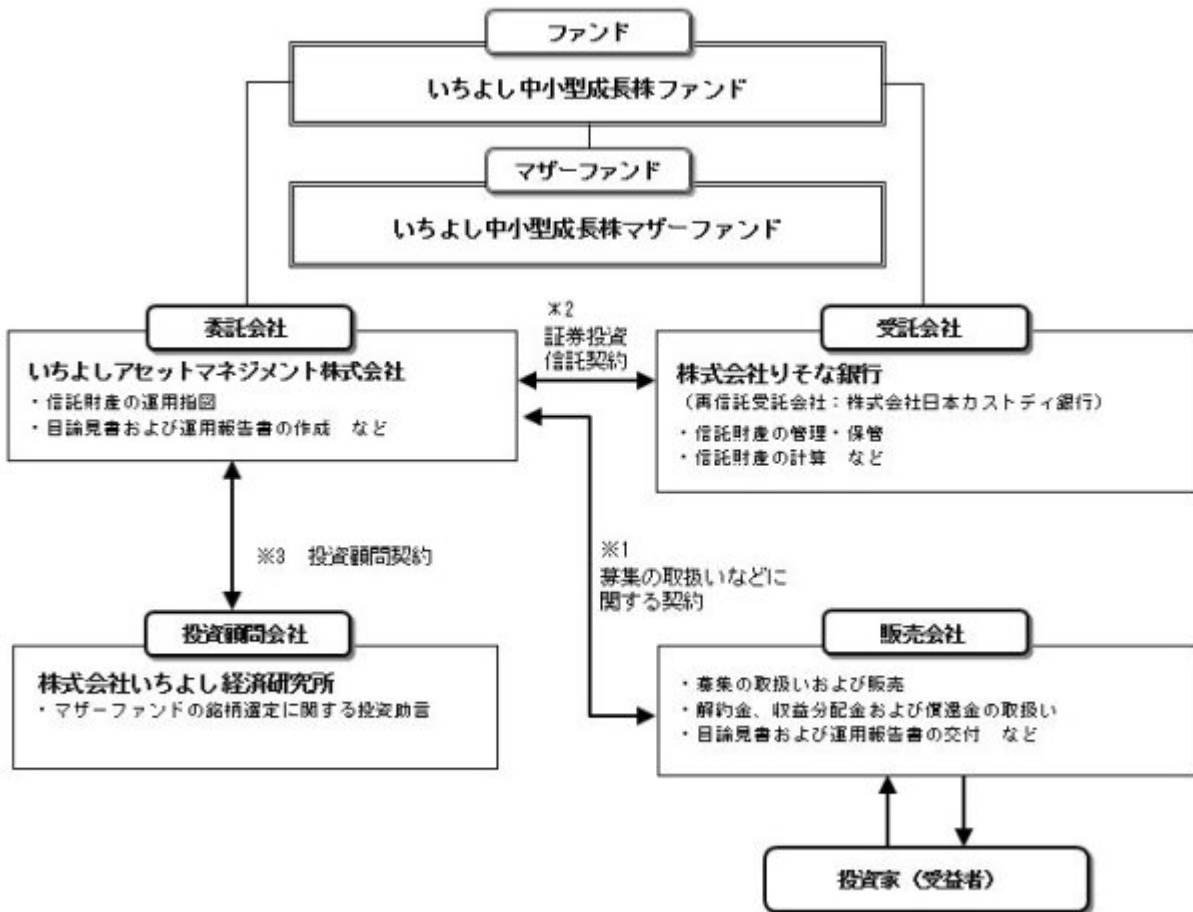 ファンド
いちよし中小型成長株ファンド
マザーファンド
いちよし中小型成長株マザーファンド
委託会社
いちよしアセットマネジメント株式会社
・信託財産の運用指図
・目論見書および運用報告書の作成　など
※2
証券投資
信託契約
受託会社
株式会社りそな銀行
（再信託受託会社：株式会社日本カストディ銀行）
・信託財産の管理・保管
・信託財産の計算　など
※3　投資顧問契約
※1
募集の取扱いなどに
関する契約
投資顧問会社
株式会社いちよし経済研究所
・マザーファンドの銘柄選定に関する投資助言
販売会社
・募集の取扱いおよび販売
・解約金、収益分配金および償還金の取扱い
・目論見書および運用報告書の交付　など
投資家（受益者）